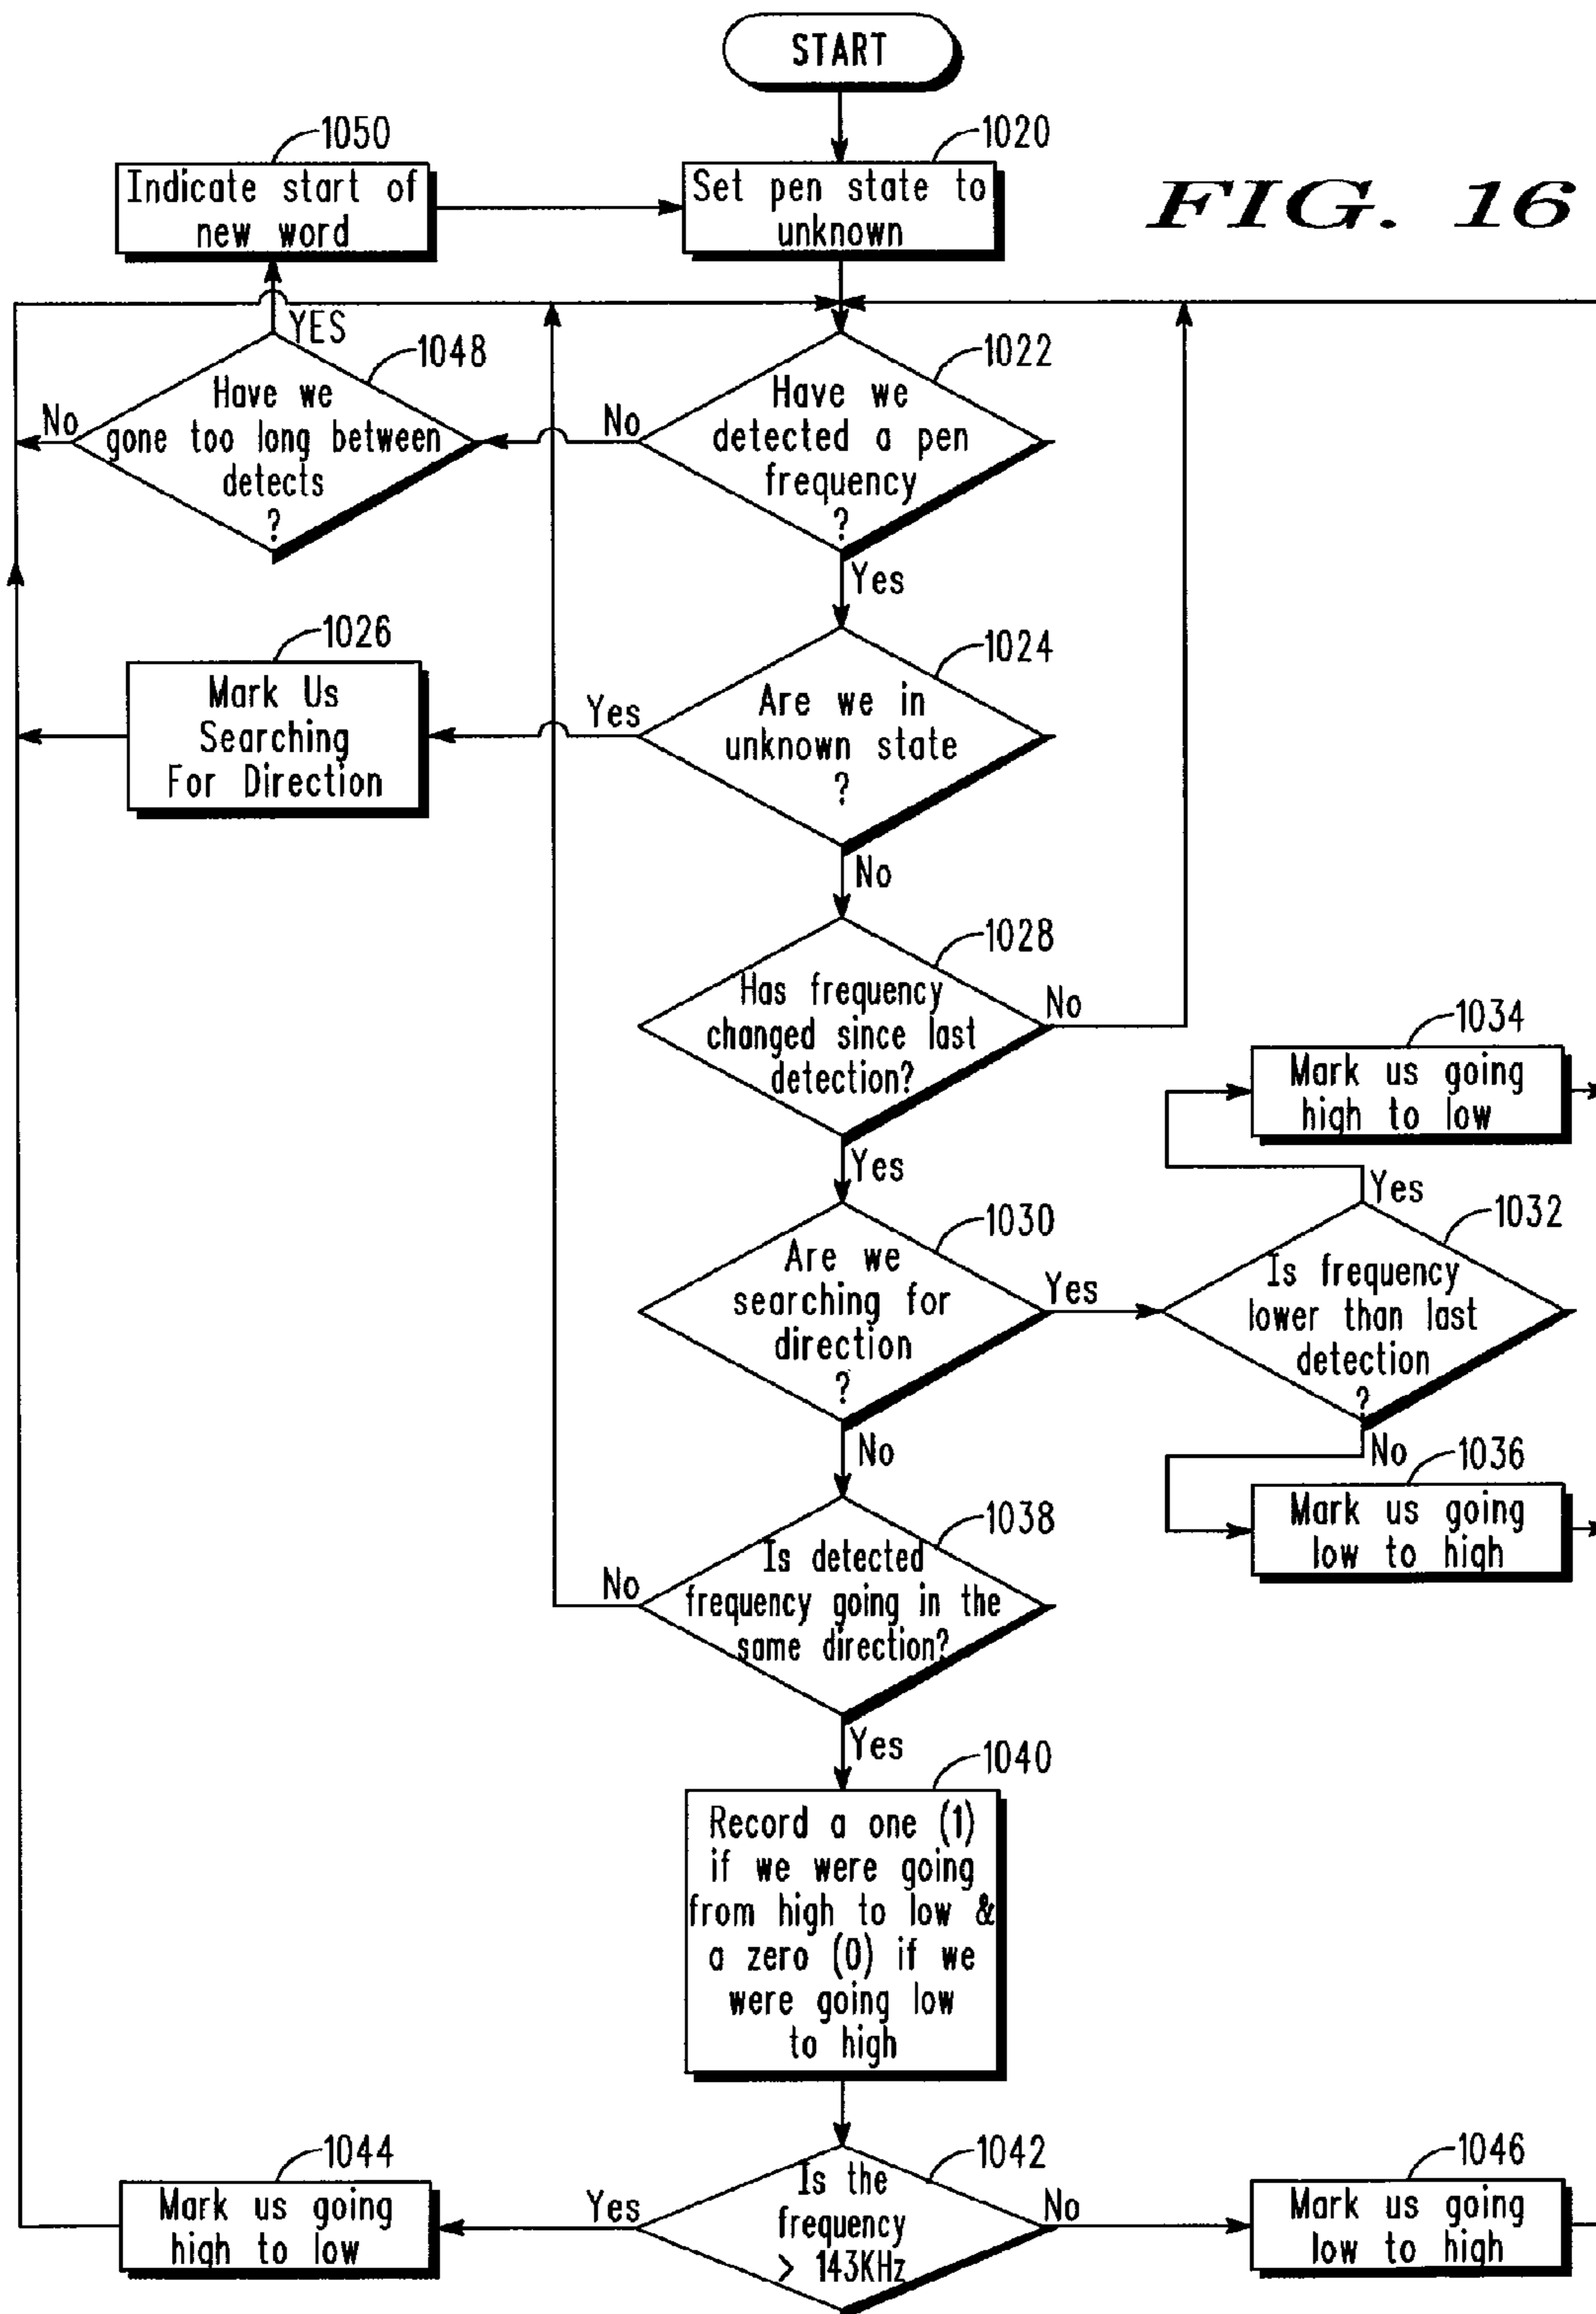 START
1050
Indicate start of
new word
1020
Set pen state to
unknown
FIG. 16
YES
1048
Have we
gone too long between
detects
?
No
1022
Have we
detected a pen
frequency
?
No
Yes
1026
Mark Us
Searching
For Direction
1024
Are we in
unknown state
?
Yes
No
1028
Has frequency
changed since last
detection?
No
Yes
1034
Mark us going
high to low
1030
Are we
searching for
direction
?
Yes
No
Yes
1032
Is frequency
lower than last
detection
?
No
1036
Mark us going
low to high
1038
Is detected
frequency going in the
same direction?
No
Yes
1040
Record a one (1)
if we were going
from high to low &
a zero (0) if we
were going low
to high
1044
Mark us going
high to low
1042
Is the
frequency
> 143KHz
Yes
No
1046
Mark us going
low to high